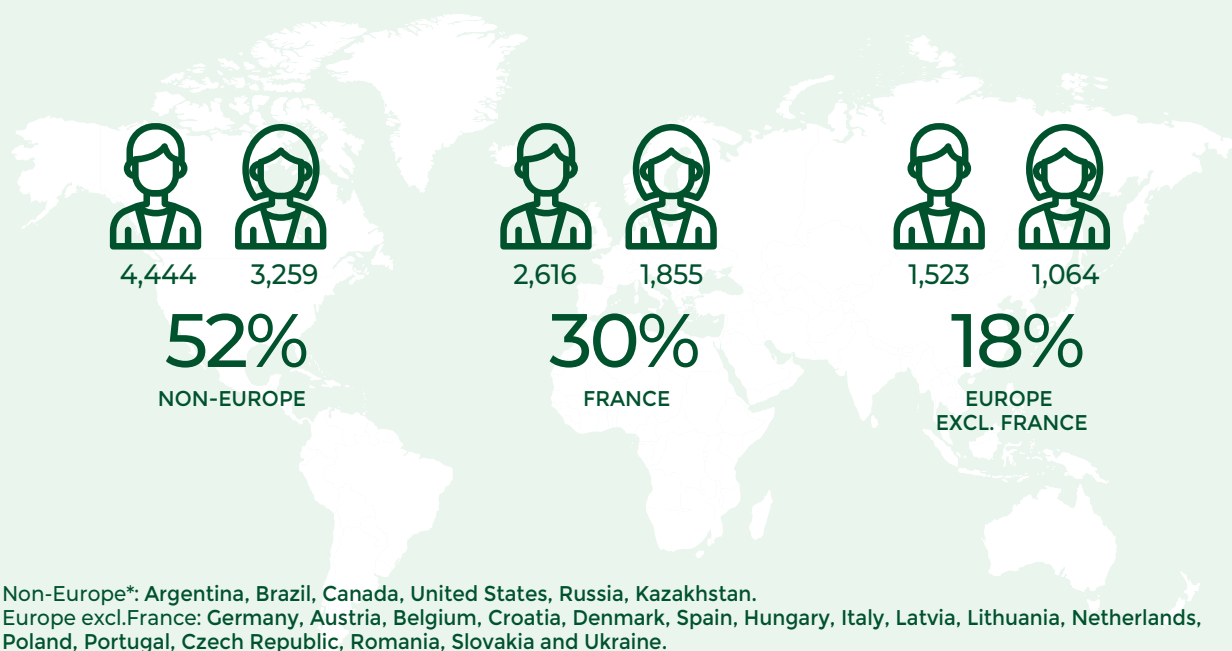 4,444 3,259
52%
NON-EUROPE
2,616 1,855
30%
FRANCE
1,523 1,064
18%
EUROPE
EXCL. FRANCE
Non-Europe*: Argentina, Brazil, Canada, United States, Russia, Kazakhstan.
Europe excl.France: Germany, Austria, Belgium, Croatia, Denmark, Spain, Hungary, Italy, Latvia, Lithuania, Netherlands,
Poland, Portugal, Czech Republic, Romania, Slovakia and Ukraine.